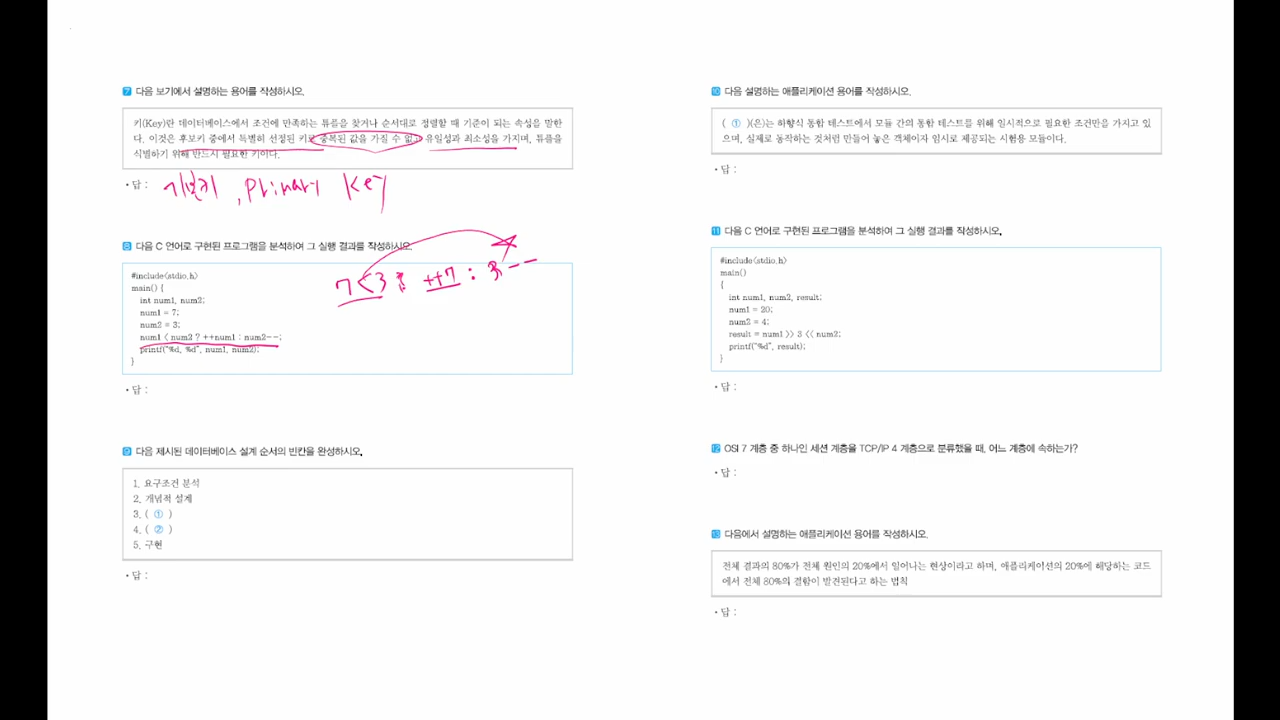 7 다음 보기에서 설명하는 용어를 작성하시오.
키(Key)란 데이터베이스에서 조건에 만족하는 튜플을 찾거나 순서대로 정렬할 때 기준이 되는 속성을 말한
다. 이것은 후보키 중에서 특별히 선정된 키로 중복된 값을 가질 수 없고 유일성과 최소성을 가지며, 튜플을
식별하기 위해 반드시 필요한 키이다.
• 답 : 기본키, Primary Key
8 다음 C 언어로 구현된 프로그램을 분석하여 그 실행 결과를 작성하시오.
7<3 ? ++7 : 3--
#include<stdio.h>
main() {
int num1, num2;
num1 = 7;
num2 = 3;
num1 < num2 ? ++num1 : num2--;
printf("%d, %d", num1, num2);
}
• 답 :
9 다음 제시된 데이터베이스 설계 순서의 빈칸을 완성하시오.
1. 요구조건 분석
2. 개념적 설계
3. ( ① )
4. ( ② )
5. 구현
• 답 :
10 다음 설명하는 애플리케이션 용어를 작성하시오.
( ① )(은)는 하향식 통합 테스트에서 모듈 간의 통합 테스트를 위해 일시적으로 필요한 조건만을 가지고 있
으며, 실제로 동작하는 것처럼 만들어 놓은 객체이자 임시로 제공되는 시험용 모듈이다.
• 답 :
11 다음 C 언어로 구현된 프로그램을 분석하여 그 실행 결과를 작성하시오.
#include<stdio.h>
main()
{
int num1, num2, result;
num1 = 20;
num2 = 4;
result = num1 >> 3 << num2;
printf("%d", result);
}
• 답 :
12 OSI 7 계층 중 하나인 세션 계층을 TCP/IP 4 계층으로 분류했을 때, 어느 계층에 속하는가?
• 답 :
13 다음에서 설명하는 애플리케이션 용어를 작성하시오.
전체 결과의 80%가 전체 원인의 20%에서 일어나는 현상이라고 하며, 애플리케이션의 20%에 해당하는 코드
에서 전체 80%의 결함이 발견된다고 하는 법칙
• 답 :